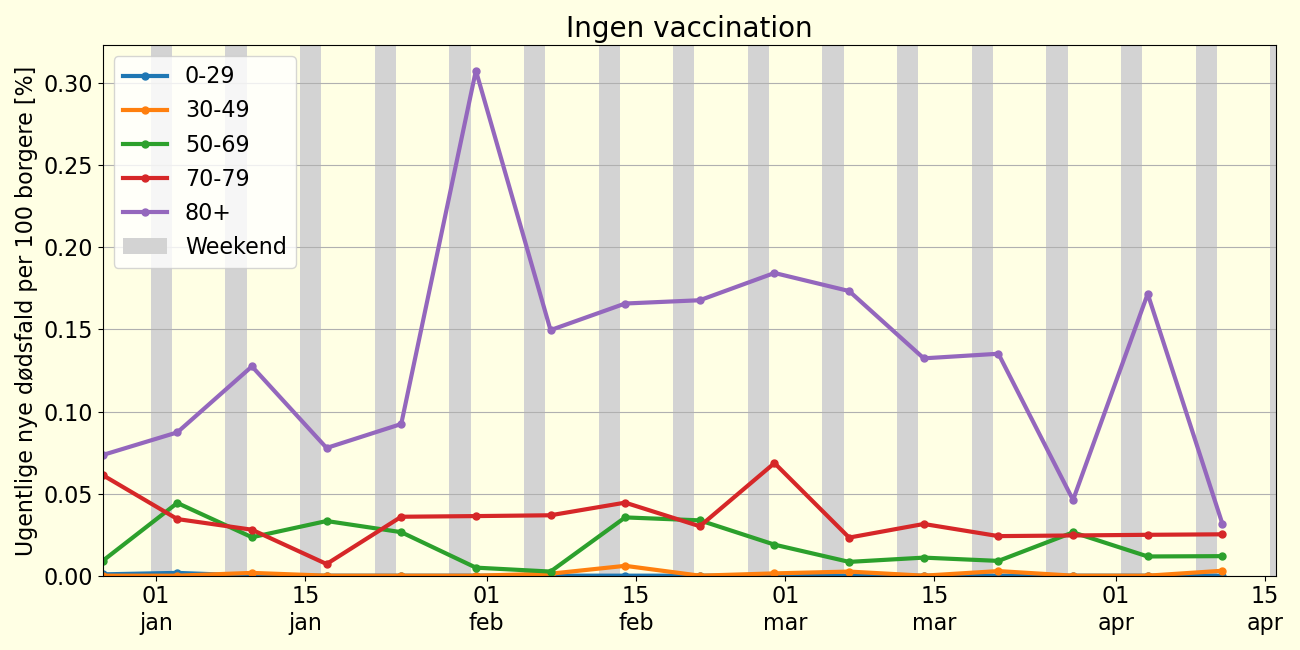 Ingen vaccination
Ugentlige nye dødsfald per 100 borgere [%]
0.30
0.25
0.20
0.15
0.10
0.05
0.00
0-29
30-49
50-69
70-79
80+
Weekend
01 15 01 15 01 15 01 15
jan jan feb feb mar mar apr apr